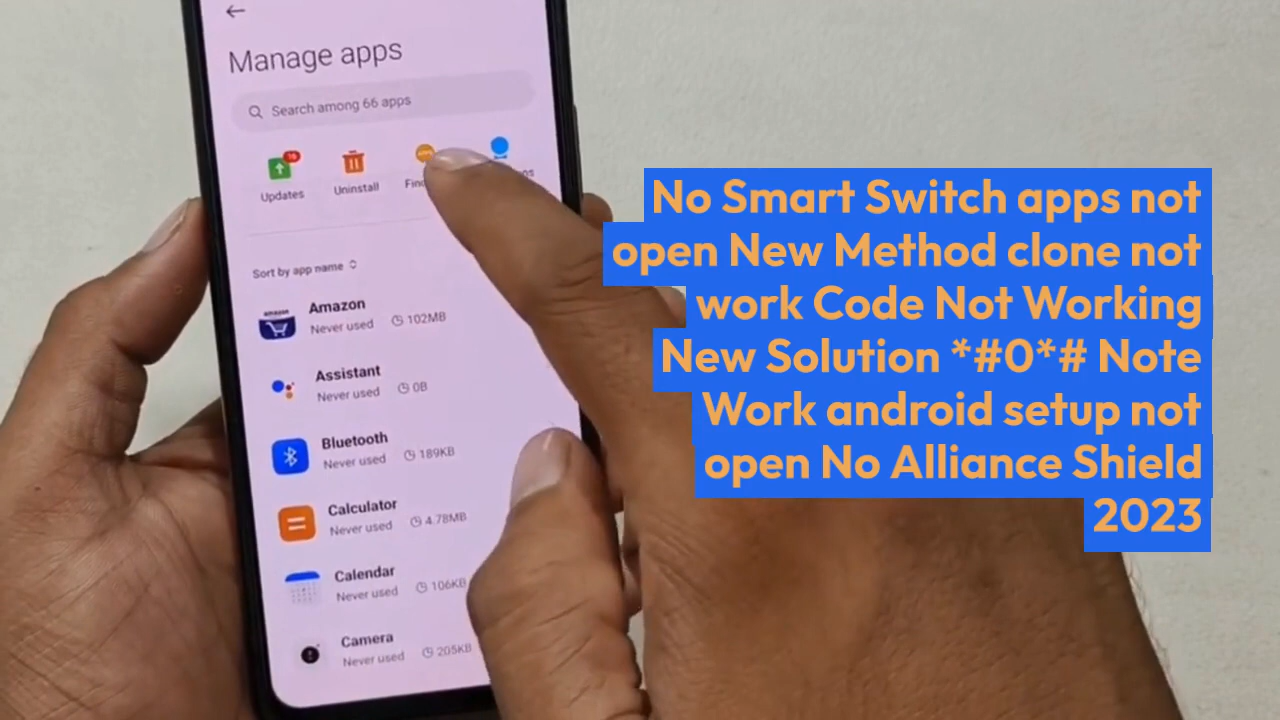 Manage apps
Search among 66 apps
16
Updates
Uninstall
Sort by app name
Amazon
Never used
102MB
Assistant
Never used
0B
Bluetooth
Never used
189KB
Calculator
Never used
4.78MB
Calendar
Never used
106KB
Camera
Never used
205KB
No Smart Switch apps not
open New Method clone not
work Code Not Working
New Solution *#0*# Note
Work android setup not
open No Alliance Shield
2023